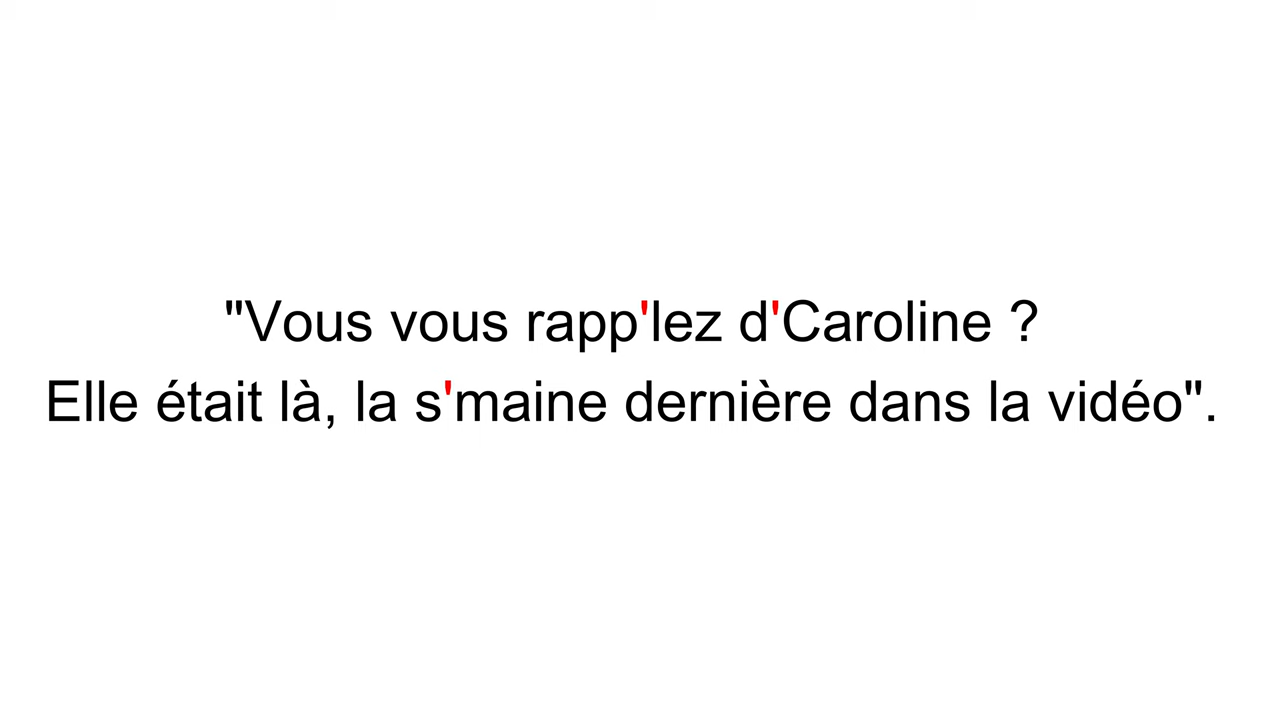 "Vous vous rapp'lez d'Caroline ?
Elle était là, la s'maine dernière dans la vidéo".